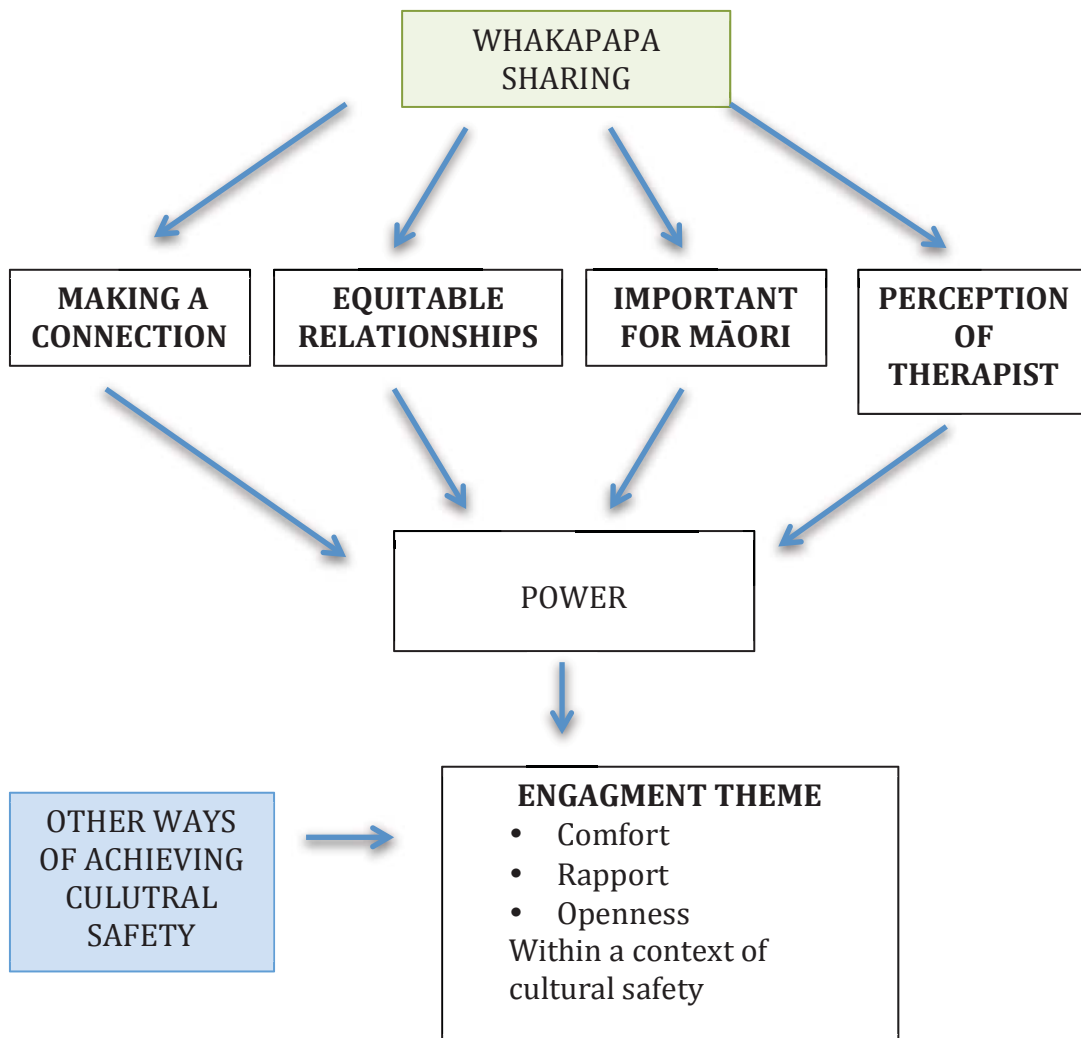 WHAKAPAPA
SHARING
MAKING A
CONNECTION
EQUITABLE
RELATIONSHIPS
IMPORTANT
FOR MĀORI
PERCEPTION
OF
THERAPIST
POWER
OTHER WAYS
OF ACHIEVING
CULUTRAL
SAFETY
ENGAGMENT THEME
• Comfort
• Rapport
• Openness
Within a context of
cultural safety